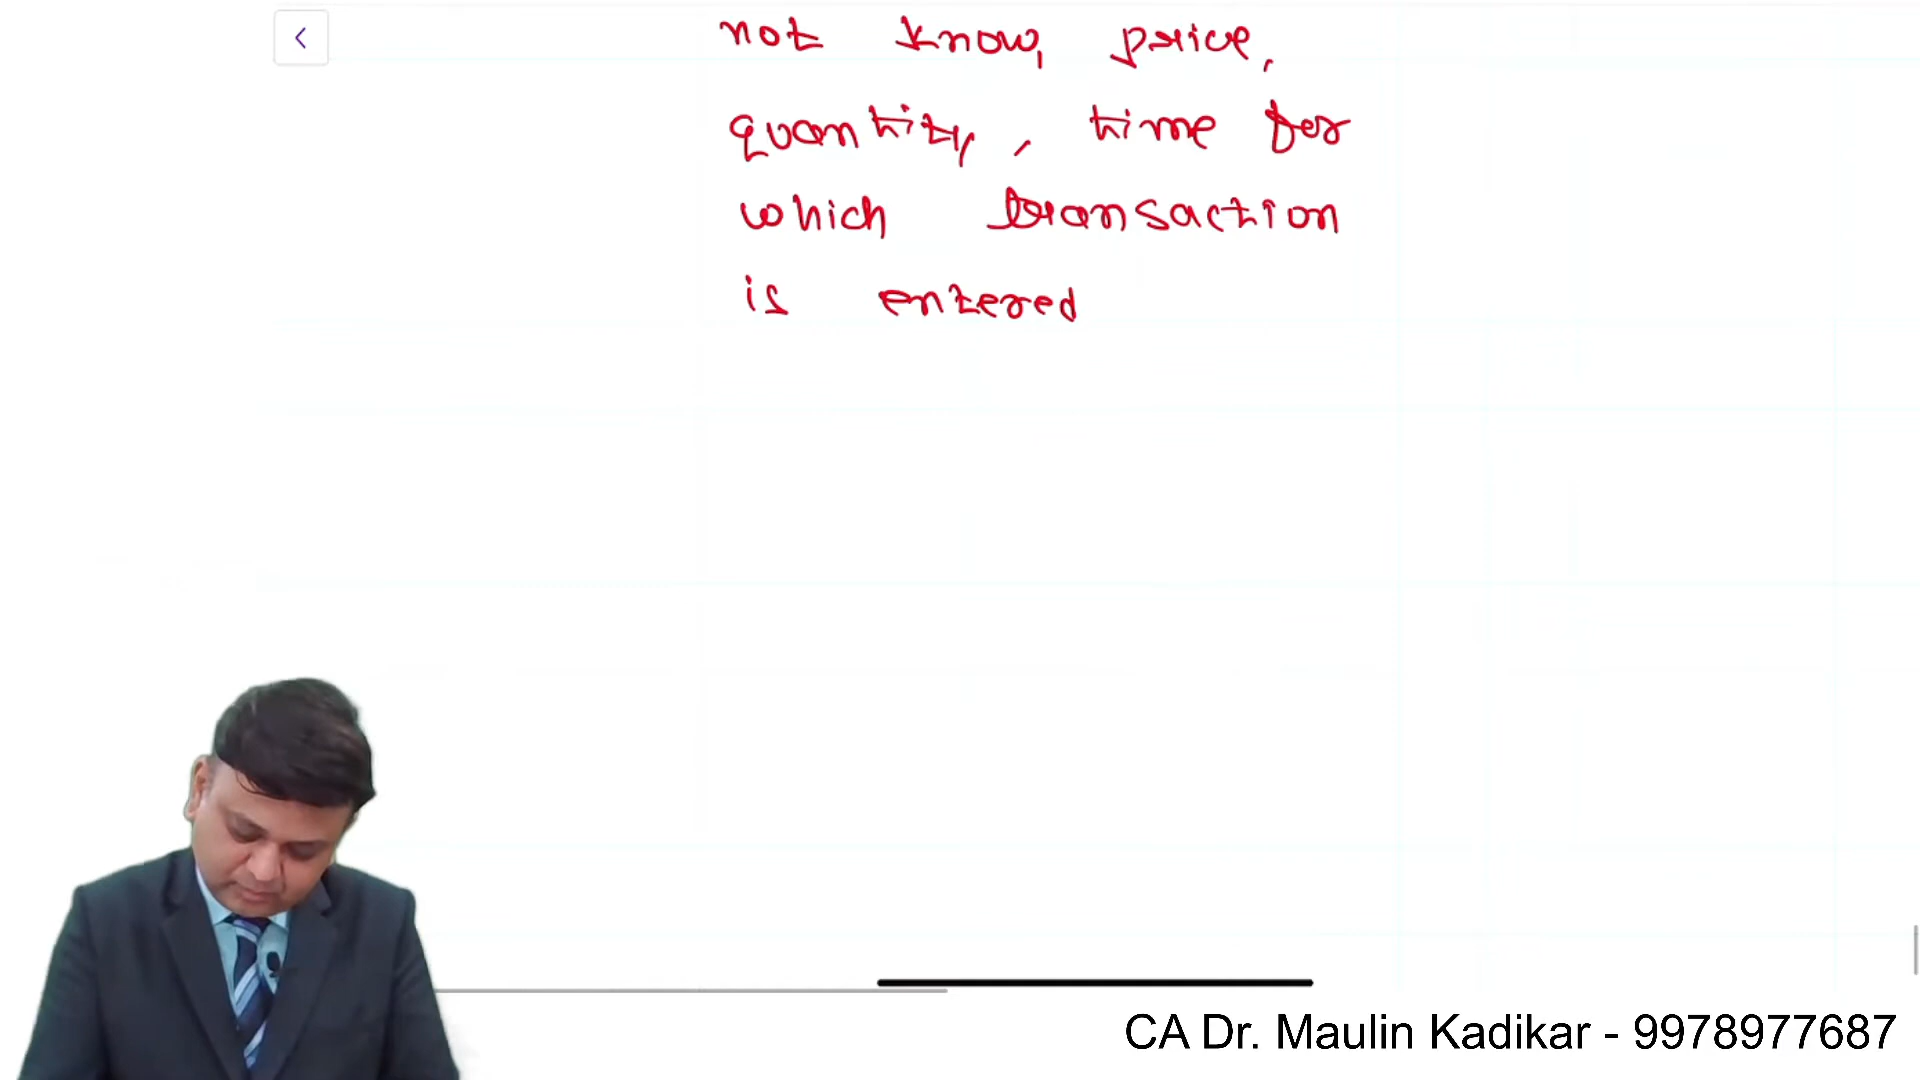 not know, price,
quantity, time for
which transaction
is entered
CA Dr. Maulin Kadikar - 9978977687